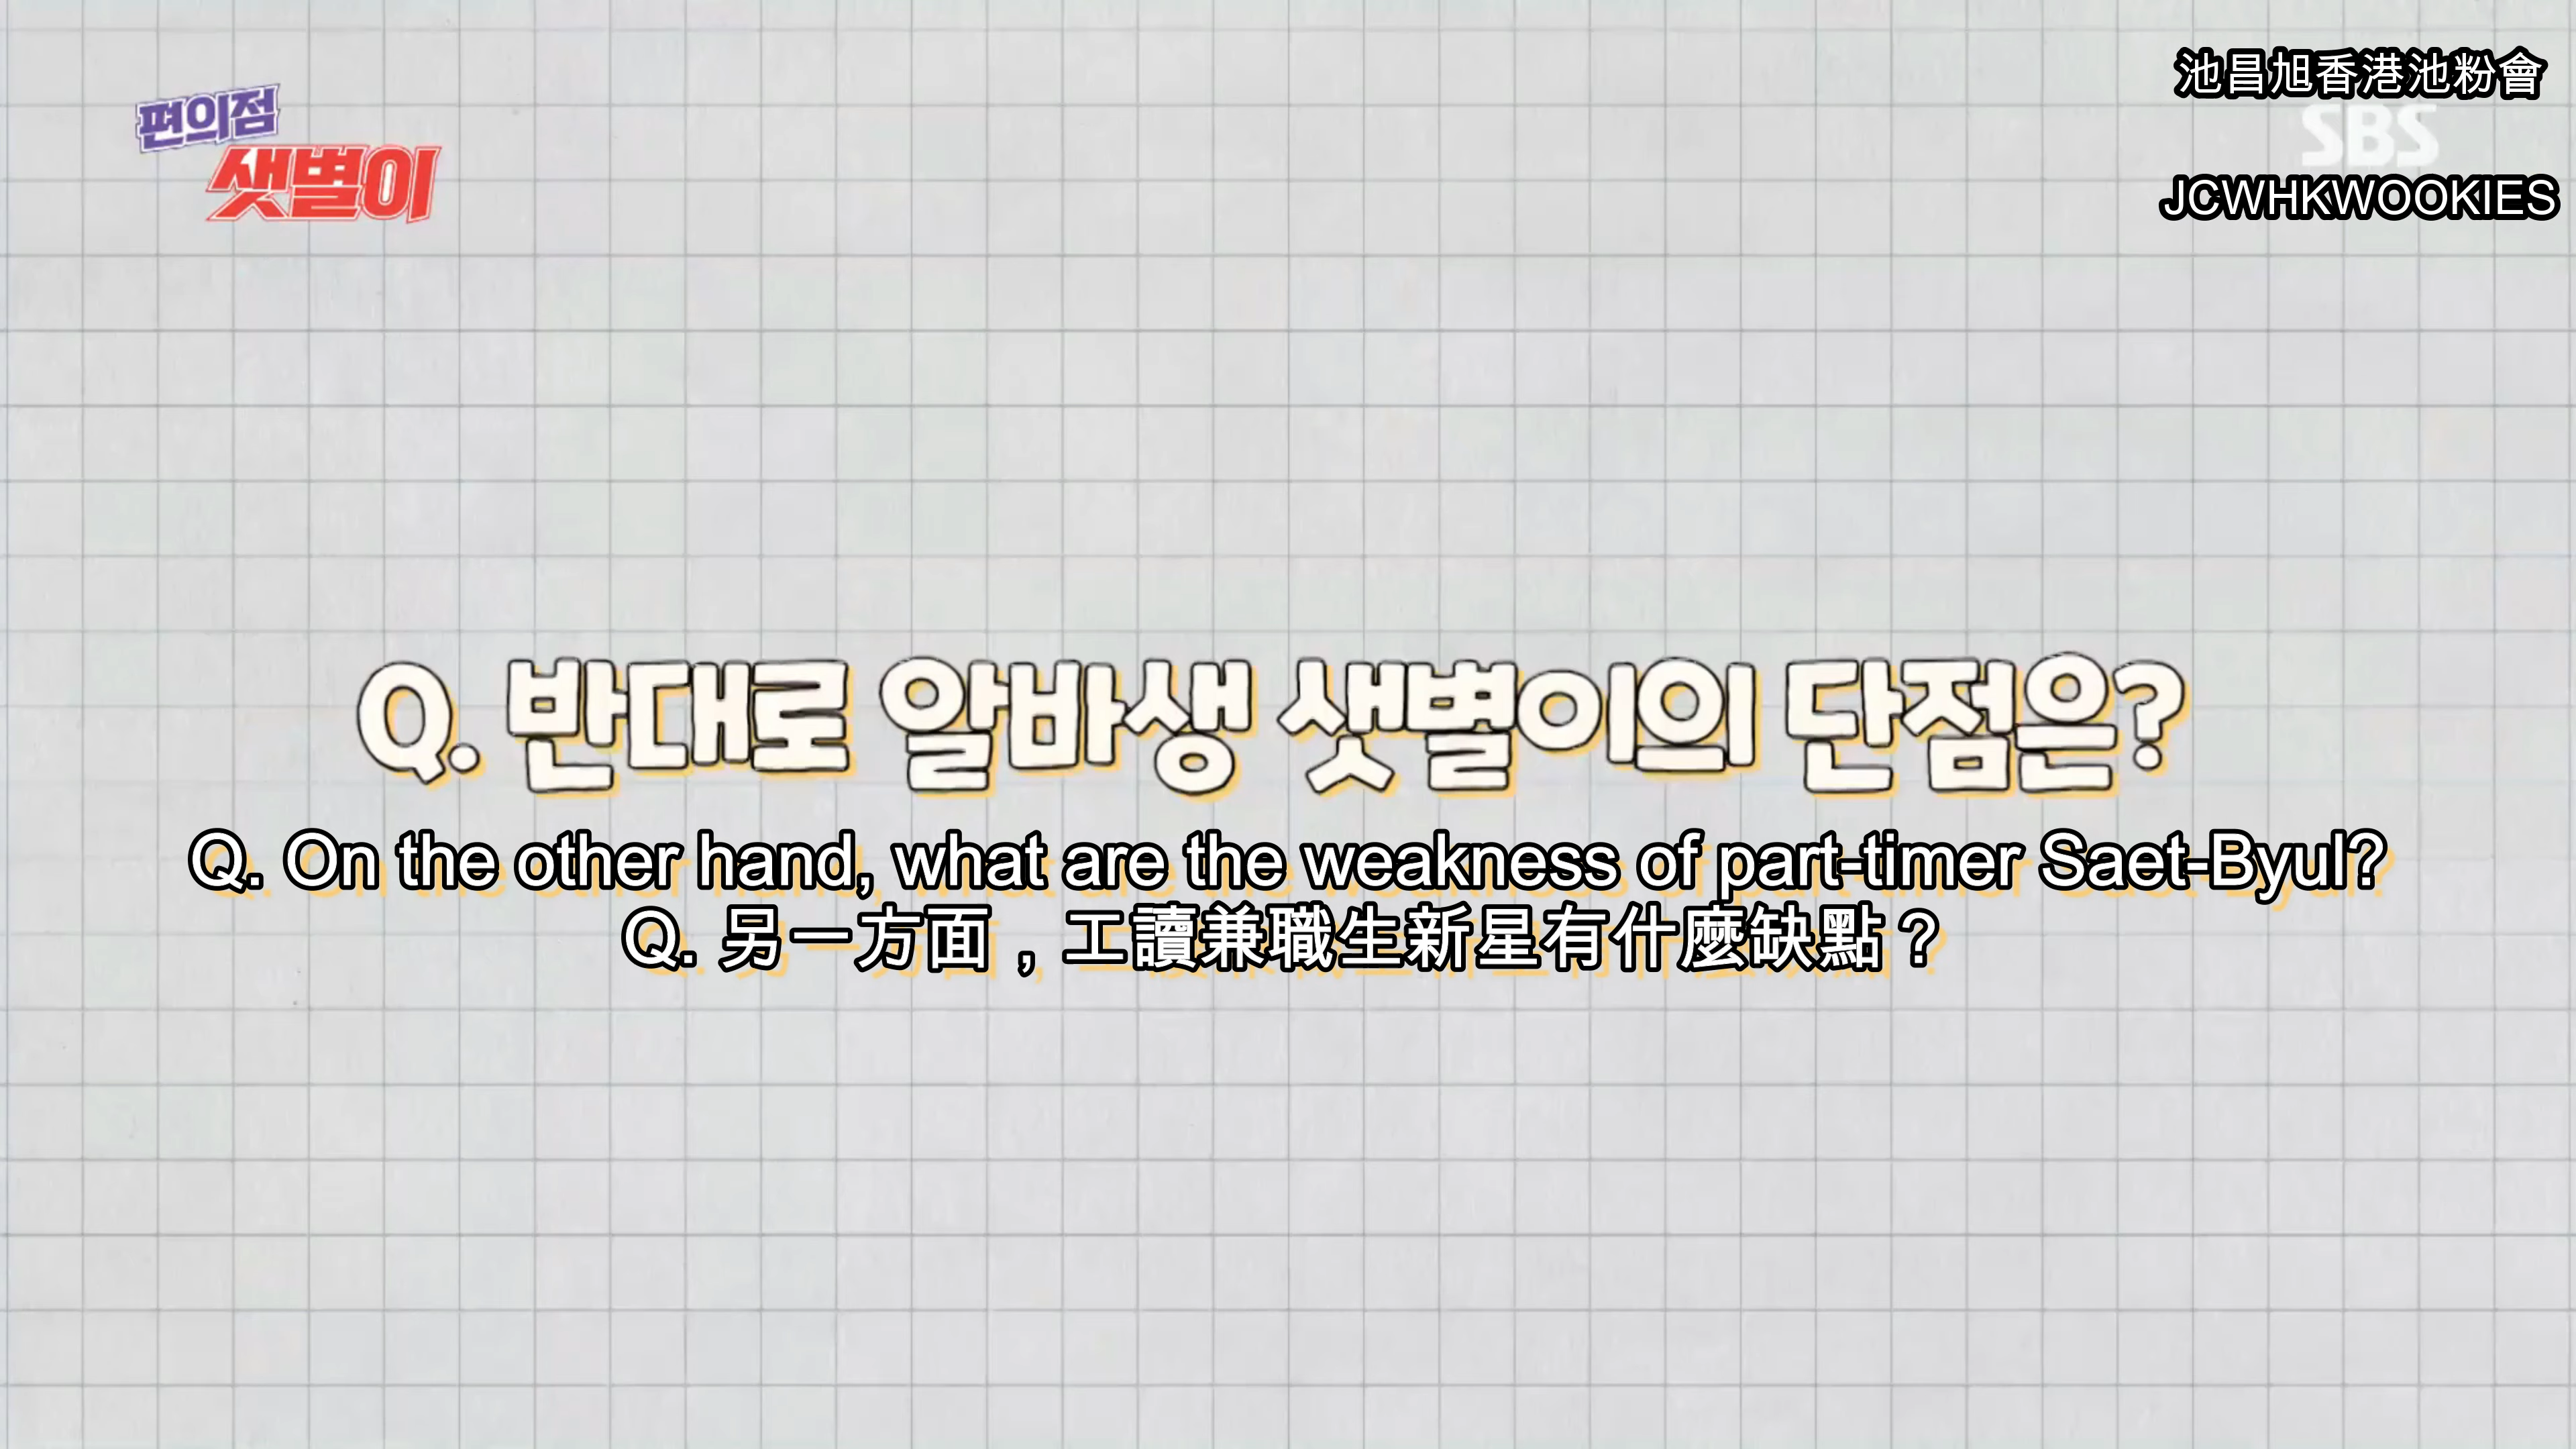 편의점
샛별이
池昌旭香港池粉會
SBS
JCWHKWOOKIES
Q. 반대로 알바생 샛별이의 단점은?
Q. On the other hand, what are the weakness of part-timer Saet-Byul?
Q. 另一方面，工讀兼職生新星有什麼缺點？